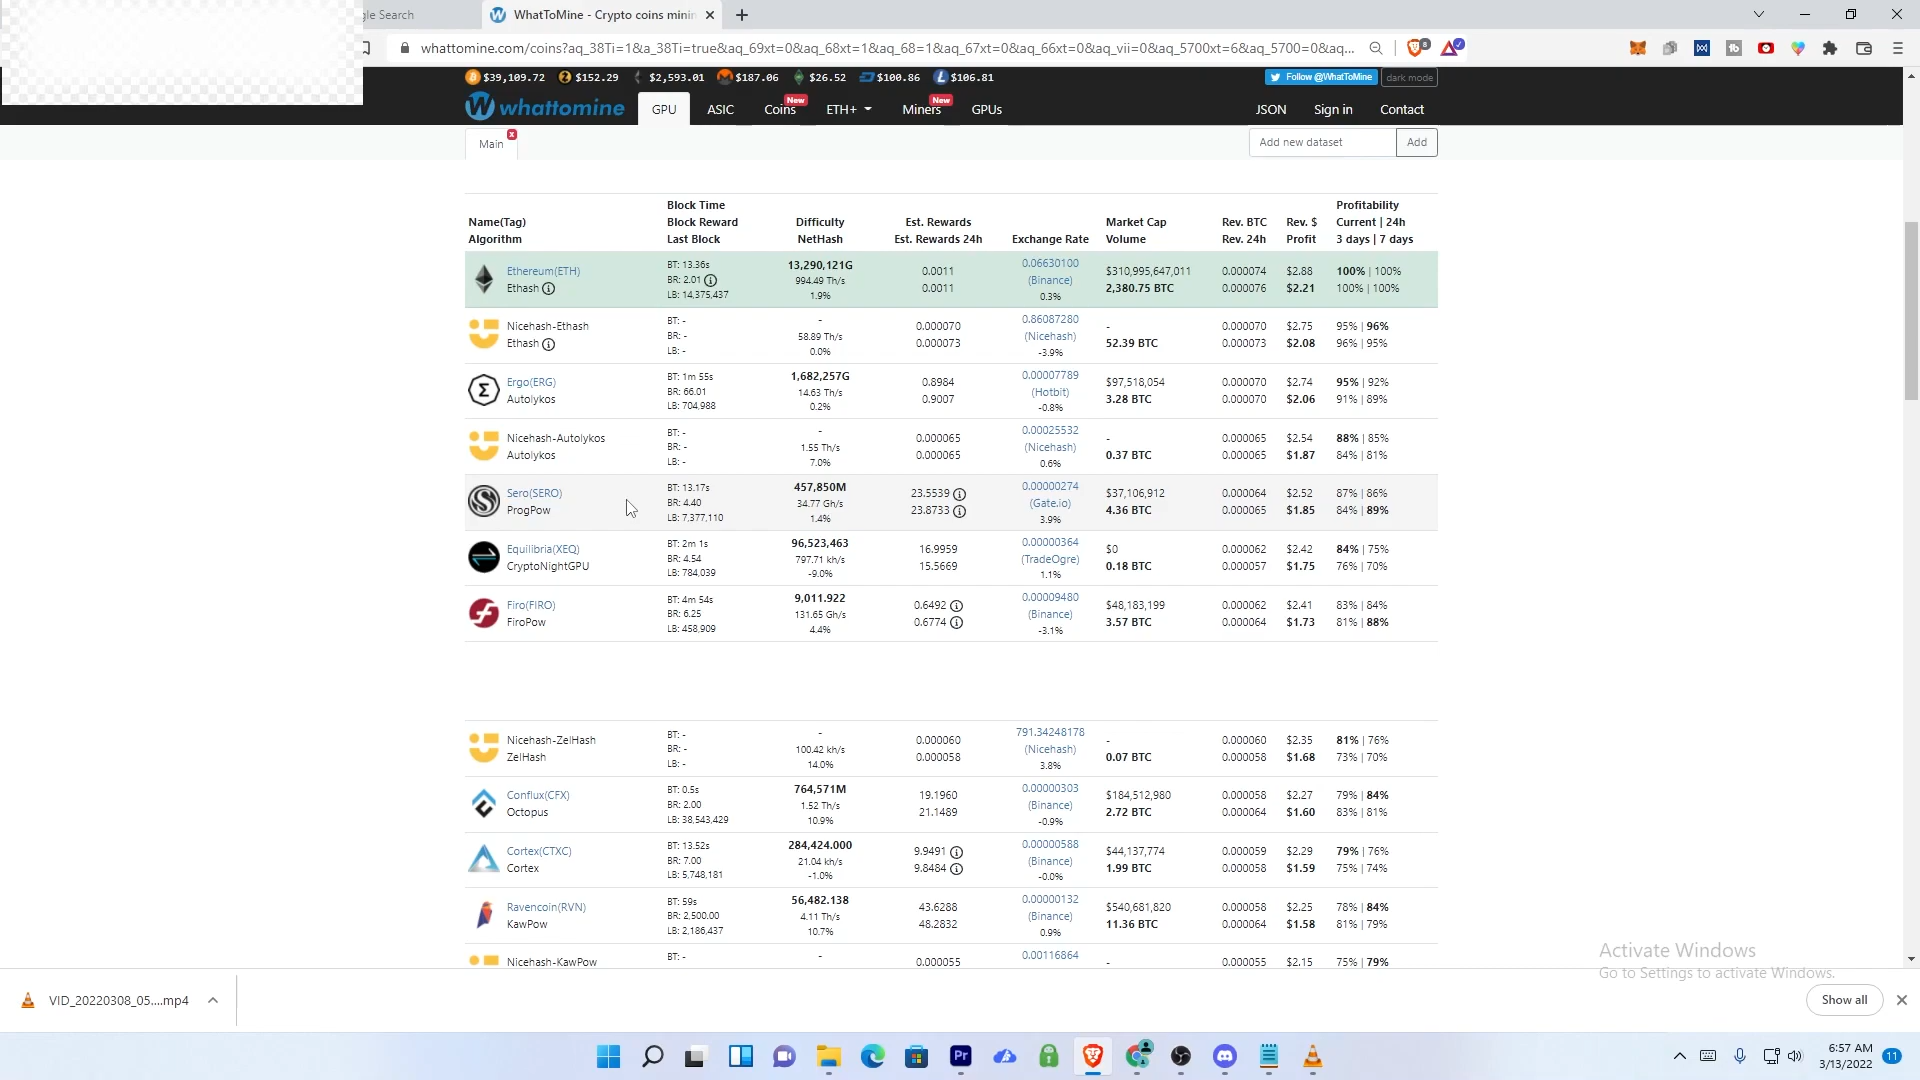 gle Search
WhatToMine - Crypto coins minin
whattomine.com/coins?aq_38Ti=1&a_38Ti=true&aq_69xt=0&aq_68xt=1&aq_68=1&aq_67xt=0&aq_66xt=0&aq_vii=0&aq_5700xt=6&aq_5700=0&aq...
$39,109.72 $152.29 $2,593.01 $187.06 $26.52 $100.86 $106.81
Follow @WhatToMine dark mode
whattomine GPU ASIC Coins New ETH+ Miners New GPUs JSON Sign in Contact
Main x Add new dataset Add
Name(Tag) Algorithm
Block Time Block Reward Last Block
Difficulty NetHash
Est. Rewards Est. Rewards 24h
Exchange Rate
Market Cap Volume
Rev. BTC Rev. 24h
Rev. $ Profit
Profitability Current | 24h 3 days | 7 days
Ethereum(ETH) BT: 13.36s 13,290,121G 0.0011 0.06630100 $310,995,647,011 0.000074 $2.88 100% | 100%
Ethash BR: 2.01 994.49 Th/s 0.0011 (Binance) 2,380.75 BTC 0.000076 $2.21 100% | 100%
LB: 14,375,437 1.9% 0.3%
Nicehash-Ethash BT: - - 0.000070 0.86087280 - 0.000070 $2.75 95% | 96%
Ethash BR: - 58.89 Th/s 0.000073 (Nicehash) 52.39 BTC 0.000073 $2.08 96% | 95%
LB: - 0.0% -3.9%
Ergo(ERG) BT: 1m 55s 1,682,257G 0.8984 0.00007789 $97,518,054 0.000070 $2.74 95% | 92%
Autolykos BR: 66.01 14.63 Th/s 0.9007 (Hotbit) 3.28 BTC 0.000070 $2.06 91% | 89%
LB: 704,988 0.2% -0.8%
Nicehash-Autolykos BT: - - 0.000065 0.00025532 - 0.000065 $2.54 88% | 85%
Autolykos BR: - 1.55 Th/s 0.000065 (Nicehash) 0.37 BTC 0.000065 $1.87 84% | 81%
LB: - 7.0% 0.6%
Sero(SERO) BT: 13.17s 457,850M 23.5539 0.00000274 $37,106,912 0.000064 $2.52 87% | 86%
ProgPow BR: 4.40 34.77 Gh/s 23.8733 (Gate.io) 4.36 BTC 0.000065 $1.85 84% | 89%
LB: 7,377,110 1.4% 3.9%
Equilibria(XEQ) BT: 2m 1s 96,523,463 16.9959 0.00000364 $0 0.000062 $2.42 84% | 75%
CryptoNightGPU BR: 4.54 797.71 kh/s 15.5669 (TradeOgre) 0.18 BTC 0.000057 $1.75 76% | 70%
LB: 784,039 -9.0% 1.1%
Firo(FIRO) BT: 4m 54s 9,011.922 0.6492 0.00009480 $48,183,199 0.000062 $2.41 83% | 84%
FiroPow BR: 6.25 131.65 Gh/s 0.6774 (Binance) 3.57 BTC 0.000064 $1.73 81% | 88%
LB: 458,909 4.4% -3.1%
Nicehash-ZelHash BT: - - 0.000060 791.34248178 - 0.000060 $2.35 81% | 76%
ZelHash BR: - 100.42 kh/s 0.000058 (Nicehash) 0.07 BTC 0.000058 $1.68 73% | 70%
LB: - 14.0% 3.8%
Conflux(CFX) BT: 0.5s 764,571M 19.1960 0.00000303 $184,512,980 0.000058 $2.27 79% | 84%
Octopus BR: 2.00 1.52 Th/s 21.1489 (Binance) 2.72 BTC 0.000064 $1.60 83% | 81%
LB: 38,543,429 10.9% -0.9%
Cortex(CTXC) BT: 13.52s 284,424.000 9.9491 0.00000588 $44,137,774 0.000059 $2.29 79% | 76%
Cortex BR: 7.00 21.04 kh/s 9.8484 (Binance) 1.99 BTC 0.000058 $1.59 75% | 74%
LB: 5,748,181 -1.0% -0.0%
Ravencoin(RVN) BT: 59s 56,482.138 43.6288 0.00000132 $540,681,820 0.000058 $2.25 78% | 84%
KawPow BR: 2,500.00 4.11 Th/s 48.2832 (Binance) 11.36 BTC 0.000064 $1.58 81% | 79%
LB: 2,186,437 10.7% 0.9%
Nicehash-KawPow BT: - - 0.000055 0.00116864 - 0.000055 $2.15 75% | 79%
Activate Windows
Go to Settings to activate Windows.
VID_20220308_05....mp4 Show all
6:57 AM
3/13/2022 11